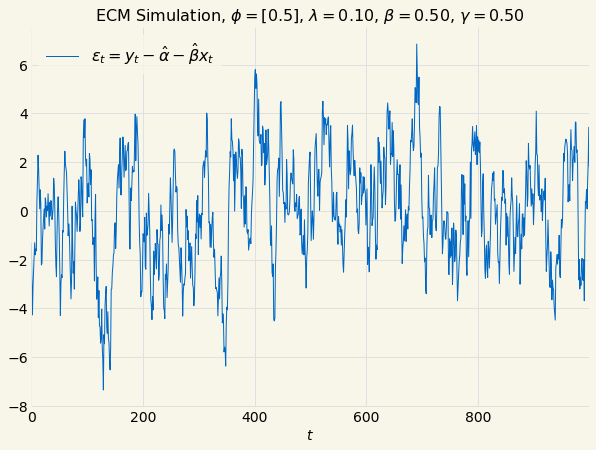 ECM Simulation, ϕ = [0.5], λ = 0.10, β = 0.50, γ = 0.50
ε_t = y_t − α̂ − β̂x_t
6
4
2
0
−2
−4
−6
−8
0 200 400 600 800
t